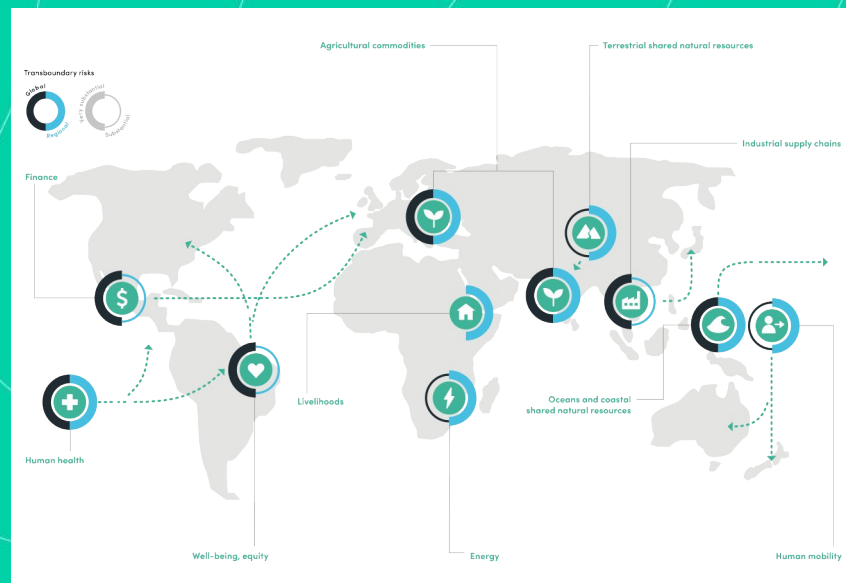 Agricultural commodities
Terrestrial shared natural resources
Transboundary risks
Global
Regional
Very substantial
Substantial
Industrial supply chains
Finance
$
Livelihoods
Oceans and coastal
shared natural resources
Human health
Well-being, equity
Energy
Human mobility